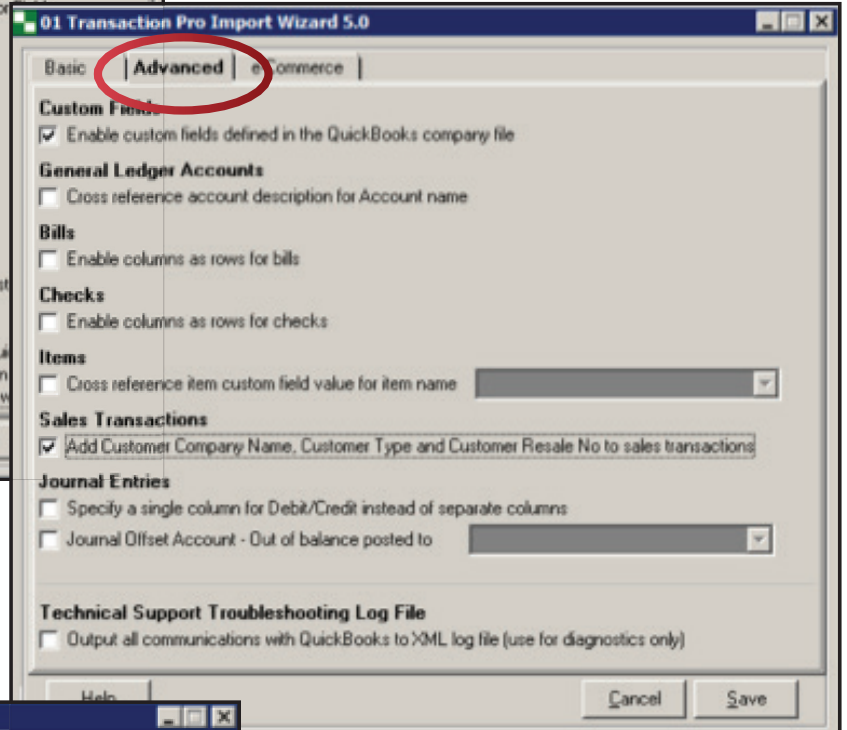 01 Transaction Pro Import Wizard 5.0
Basic Advanced eCommerce
Custom Fields
Enable custom fields defined in the QuickBooks company file
General Ledger Accounts
Cross reference account description for Account name
Bills
Enable columns as rows for bills
Checks
Enable columns as rows for checks
Items
Cross reference item custom field value for item name
Sales Transactions
Add Customer Company Name, Customer Type and Customer Resale No to sales transactions
Journal Entries
Specify a single column for Debit/Credit instead of separate columns
Journal Offset Account - Out of balance posted to
Technical Support Troubleshooting Log File
Output all communications with QuickBooks to XML log file (use for diagnostics only)
Help Cancel Save